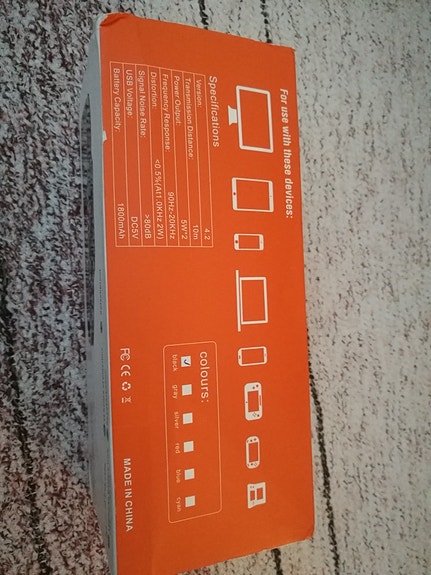 For use with these devices:
Specifications
Version: 4.2
Transmission Distance: 10m
Power Output: 5W*2
Frequency Response: 90Hz-20KHz
Distortion: <0.5%(At1.0KHz 2W)
Signal Noise Rate: >80dB
USB Voltage: DC5V
Battery Capacity: 1800mAh
colours:
black gray silver red blue cyan
FC CE
MADE IN CHINA